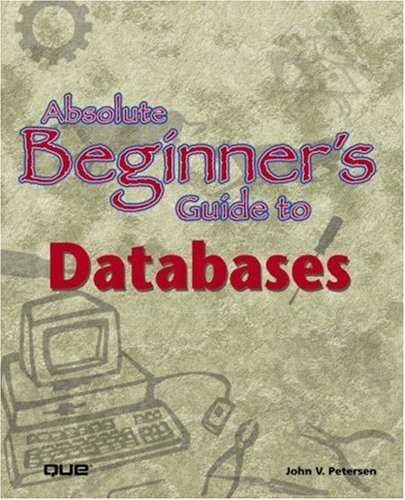 Absolute
Beginner's
Guide to
Databases
que
John V. Petersen